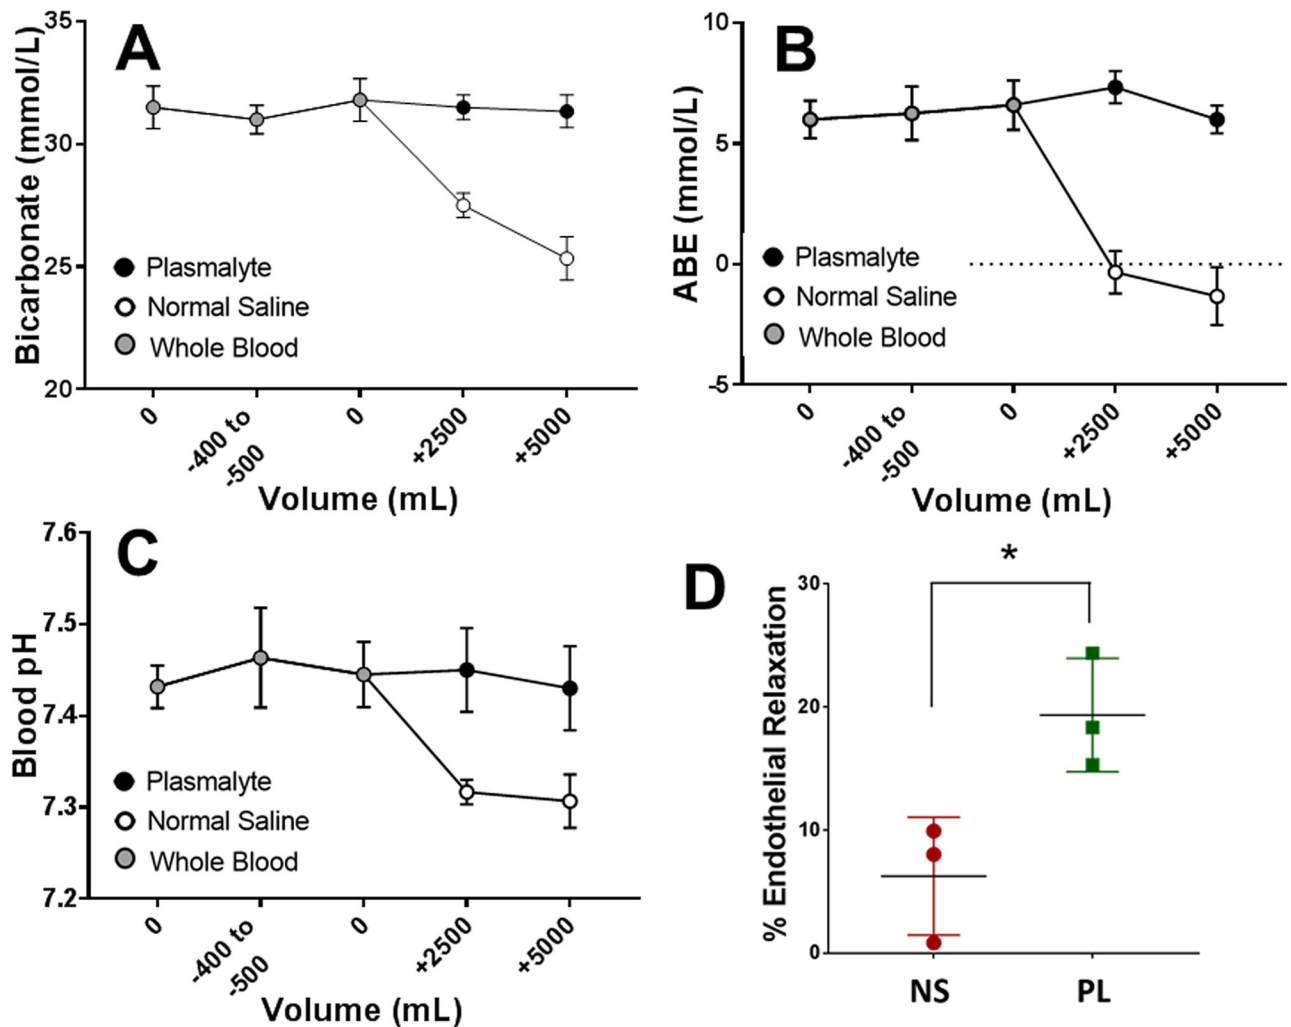 A
35
30
25
20
Bicarbonate (mmol/L)
Plasmalyte
Normal Saline
Whole Blood
0
-400 to
-500
0
+2500
+5000
Volume (mL)
B
10
5
0
-5
ABE (mmol/L)
Plasmalyte
Normal Saline
Whole Blood
0
-400 to
-500
0
+2500
+5000
Volume (mL)
C
7.6
7.5
7.4
7.3
7.2
Blood pH
Plasmalyte
Normal Saline
Whole Blood
0
-400 to
-500
0
+2500
+5000
Volume (mL)
D
*
30
20
10
0
% Endothelial Relaxation
NS
PL